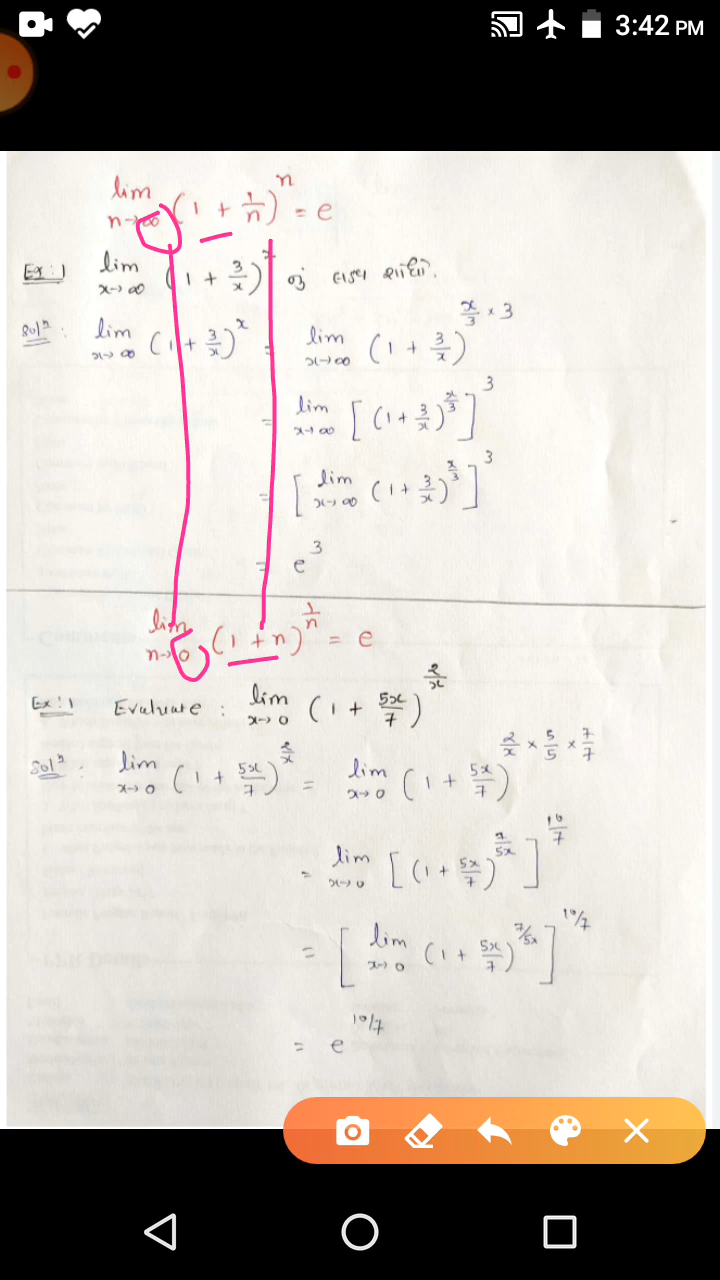 3:42 PM
lim n→∞ (1 + 1/n)^n = e
Ex:1 lim x→∞ (1 + 3/x)^x નું લક્ષ શોધો.
Solⁿ: lim x→∞ (1 + 3/x)^x = lim x→∞ (1 + 3/x)^(x/3 × 3)
= lim x→∞ [(1 + 3/x)^(x/3)]^3
= [lim x→∞ (1 + 3/x)^(x/3)]^3
= e^3
lim n→0 (1 + n)^(1/n) = e
Ex:1 Evaluate : lim x→0 (1 + 5x/7)^(2/x)
Solⁿ: lim x→0 (1 + 5x/7)^(2/x) = lim x→0 (1 + 5x/7)^(2/x × 5/5 × 7/7)
= lim x→0 [(1 + 5x/7)^(7/5x)]^(10/7)
= [lim x→0 (1 + 5x/7)^(7/5x)]^(10/7)
= e^(10/7)